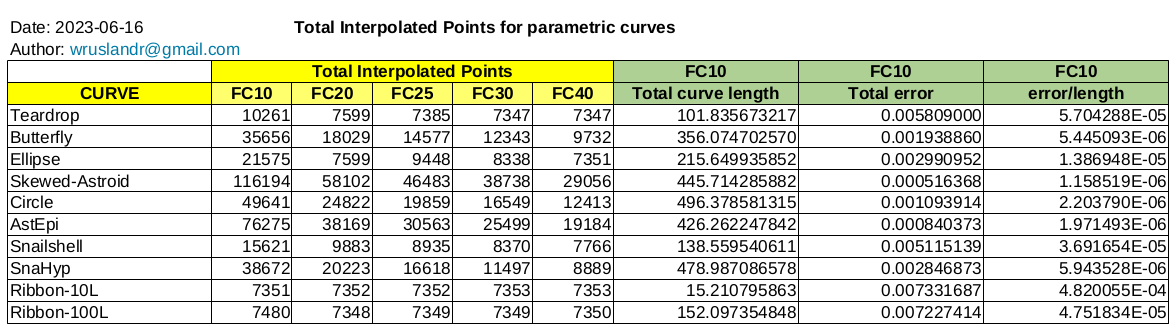 Date: 2023-06-16 Total Interpolated Points for parametric curves
Author: wruslandr@gmail.com
Total Interpolated Points FC10 FC10 FC10
CURVE FC10 FC20 FC25 FC30 FC40 Total curve length Total error error/length
Teardrop 10261 7599 7385 7347 7347 101.835673217 0.005809000 5.704288E-05
Butterfly 35656 18029 14577 12343 9732 356.074702570 0.001938860 5.445093E-06
Ellipse 21575 7599 9448 8338 7351 215.649935852 0.002990952 1.386948E-05
Skewed-Astroid 116194 58102 46483 38738 29056 445.714285882 0.000516368 1.158519E-06
Circle 49641 24822 19859 16549 12413 496.378581315 0.001093914 2.203790E-06
AstEpi 76275 38169 30563 25499 19184 426.262247842 0.000840373 1.971493E-06
Snailshell 15621 9883 8935 8370 7766 138.559540611 0.005115139 3.691654E-05
SnaHyp 38672 20223 16618 11497 8889 478.987086578 0.002846873 5.943528E-06
Ribbon-10L 7351 7352 7352 7353 7353 15.210795863 0.007331687 4.820055E-04
Ribbon-100L 7480 7348 7349 7349 7350 152.097354848 0.007227414 4.751834E-05